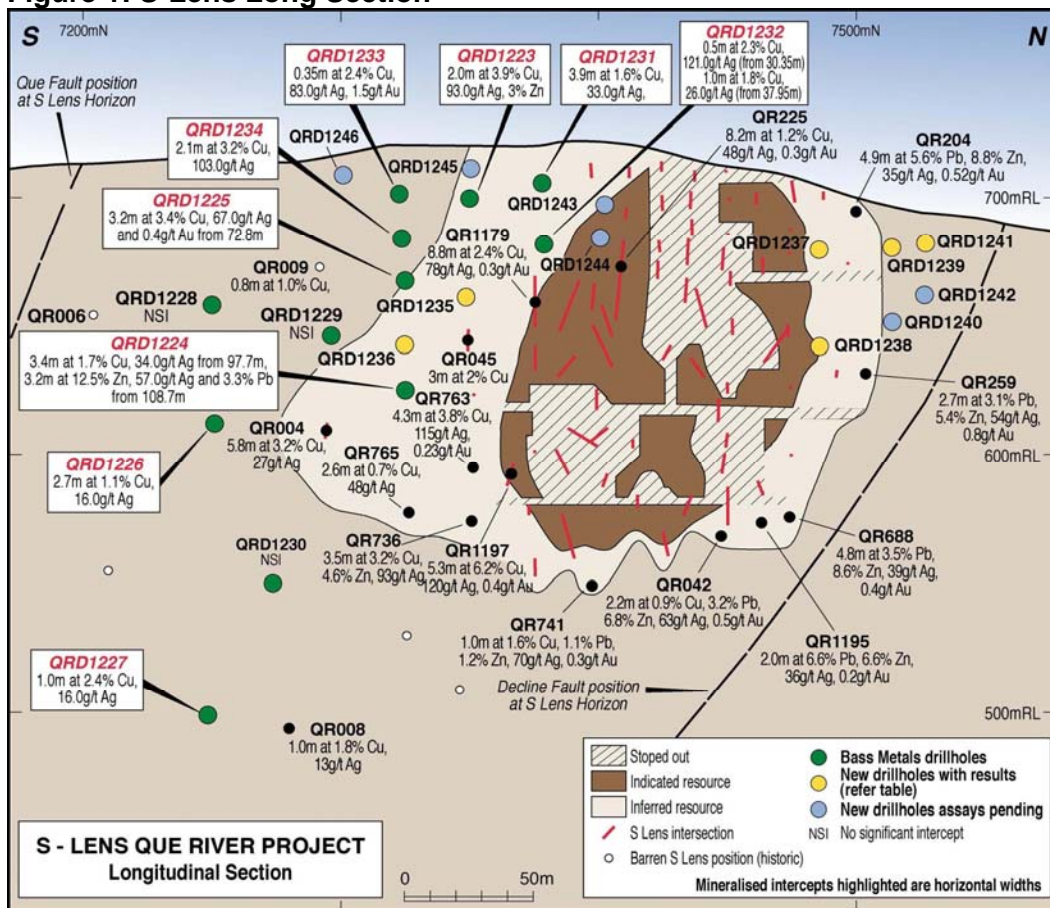 Figure 1: S-Lens Long Section
S
7200mN
7500mN
N
Que Fault position
at S Lens Horizon
QRD1233
0.35m at 2.4% Cu,
83.0g/t Ag, 1.5g/t Au
QRD1223
2.0m at 3.9% Cu,
93.0g/t Ag, 3% Zn
QRD1231
3.9m at 1.6% Cu,
33.0g/t Ag,
QRD1232
0.5m at 2.3% Cu,
121.0g/t Ag (from 30.35m)
1.0m at 1.8% Cu,
26.0g/t Ag (from 37.95m)
QR225
8.2m at 1.2% Cu,
48g/t Ag, 0.3g/t Au
QR204
4.9m at 5.6% Pb, 8.8% Zn,
35g/t Ag, 0.52g/t Au
QRD1234
2.1m at 3.2% Cu,
103.0g/t Ag
QRD1246
QRD1245
QRD1225
3.2m at 3.4% Cu, 67.0g/t Ag
and 0.4g/t Au from 72.8m
700mRL
QRD1243
QR1179
8.8m at 2.4% Cu,
78g/t Ag, 0.3g/t Au
QRD1244
QRD1237
QRD1241
QRD1239
QR009
0.8m at 1.0% Cu,
QRD1228
NSI
QR006
QRD1229
NSI
QRD1235
QRD1242
QRD1240
QRD1236
QRD1238
QRD1224
3.4m at 1.7% Cu, 34.0g/t Ag from 97.7m,
3.2m at 12.5% Zn, 57.0g/t Ag and 3.3% Pb
from 108.7m
QR045
3m at 2% Cu
QR763
4.3m at 3.8% Cu,
115g/t Ag,
0.23g/t Au
QR259
2.7m at 3.1% Pb,
5.4% Zn, 54g/t Ag,
0.8g/t Au
QR004
5.8m at 3.2% Cu,
27g/t Ag
QR765
2.6m at 0.7% Cu,
48g/t Ag
600mRL
QRD1226
2.7m at 1.1% Cu,
16.0g/t Ag
QRD1230
NSI
QR736
3.5m at 3.2% Cu,
4.6% Zn, 93g/t Ag
QR1197
5.3m at 6.2% Cu,
120g/t Ag, 0.4g/t Au
QR042
2.2m at 0.9% Cu, 3.2% Pb,
6.8% Zn, 63g/t Ag, 0.5g/t Au
QR688
4.8m at 3.5% Pb,
8.6% Zn, 39g/t Ag,
0.4g/t Au
QR741
1.0m at 1.6% Cu, 1.1% Pb,
1.2% Zn, 70g/t Ag, 0.3g/t Au
QR1195
2.0m at 6.6% Pb, 6.6% Zn,
36g/t Ag, 0.2g/t Au
QRD1227
1.0m at 2.4% Cu,
16.0g/t Ag
Decline Fault position
at S Lens Horizon
500mRL
QR008
1.0m at 1.8% Cu,
13g/t Ag
Stoped out
Indicated resource
Inferred resource
S Lens intersection
Barren S Lens position (historic)
Bass Metals drillholes
New drillholes with results
(refer table)
New drillholes assays pending
NSI No significant intercept
Mineralised intercepts highlighted are horizontal widths
S - LENS QUE RIVER PROJECT
Longitudinal Section
0 50m